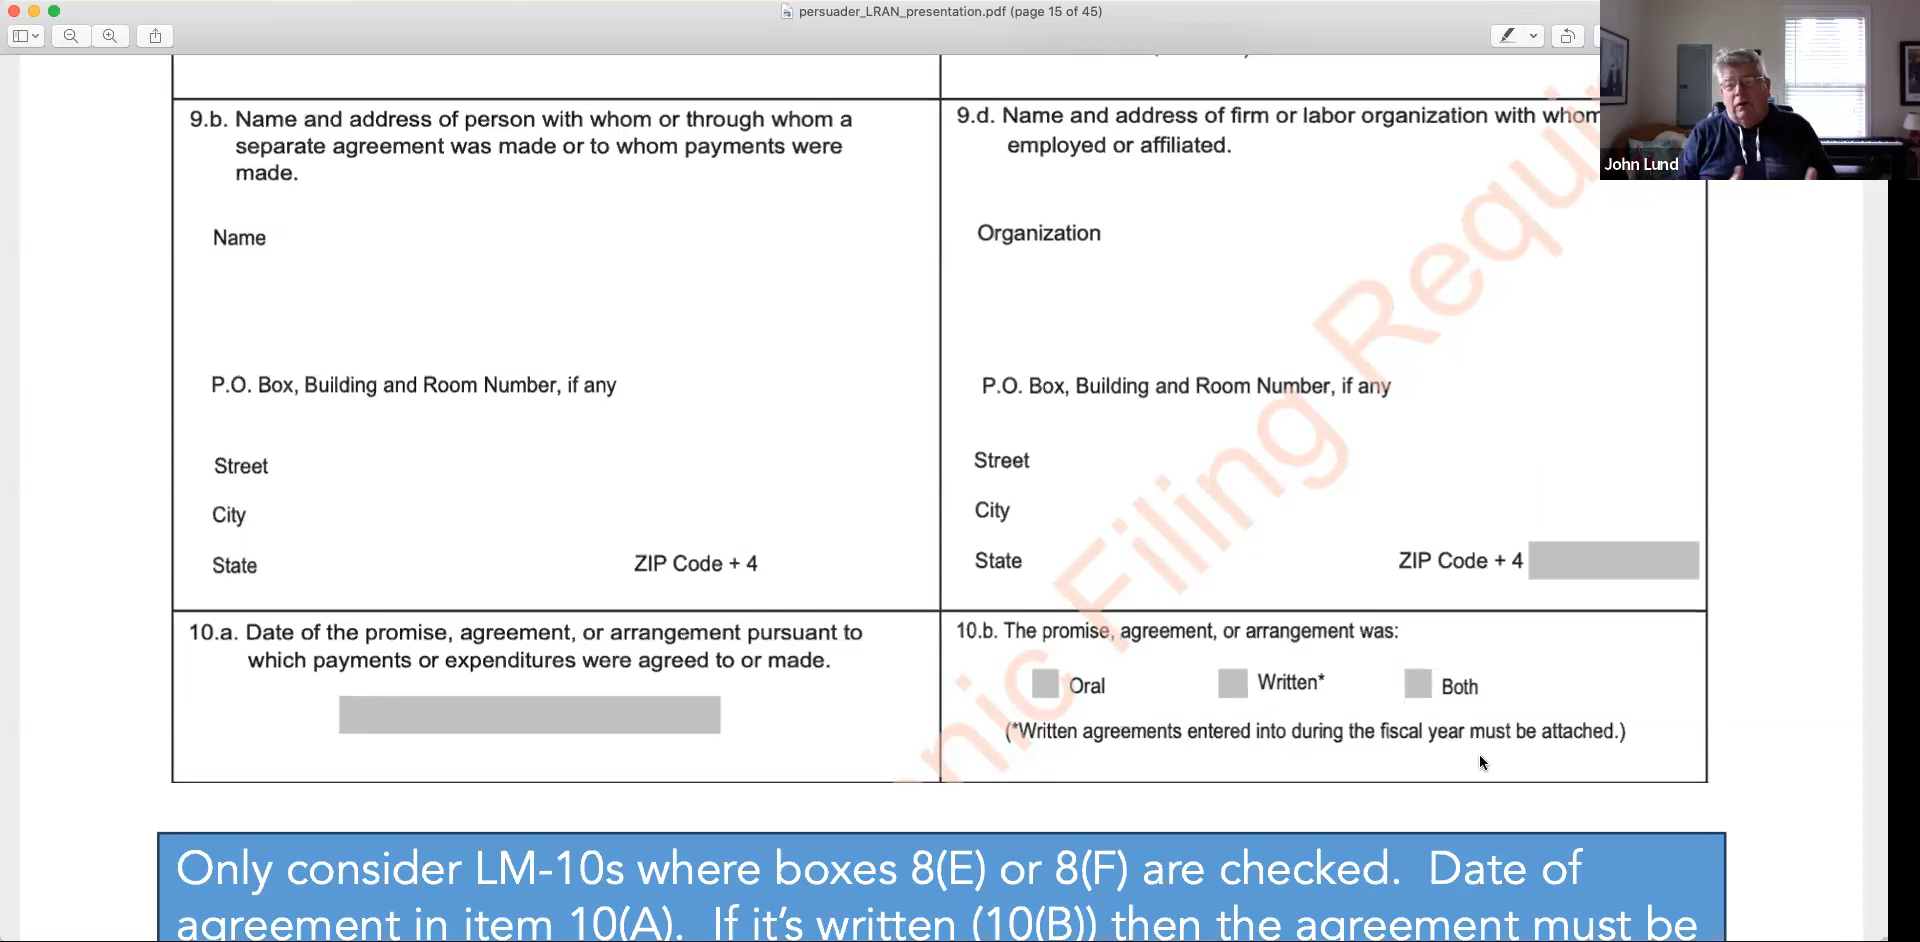 persuader_LRAN_presentation.pdf (page 15 of 45)
John Lund
9.b. Name and address of person with whom or through whom a
separate agreement was made or to whom payments were
made.
Name
P.O. Box, Building and Room Number, if any
Street
City
State
ZIP Code + 4
9.d. Name and address of firm or labor organization with whom
employed or affiliated.
Organization
P.O. Box, Building and Room Number, if any
Street
City
State
ZIP Code + 4
10.a. Date of the promise, agreement, or arrangement pursuant to
which payments or expenditures were agreed to or made.
10.b. The promise, agreement, or arrangement was:
Oral
Written*
Both
(*Written agreements entered into during the fiscal year must be attached.)
Filing
Only consider LM-10s where boxes 8(E) or 8(F) are checked. Date of
agreement in item 10(A). If it's written (10(B)) then the agreement must be